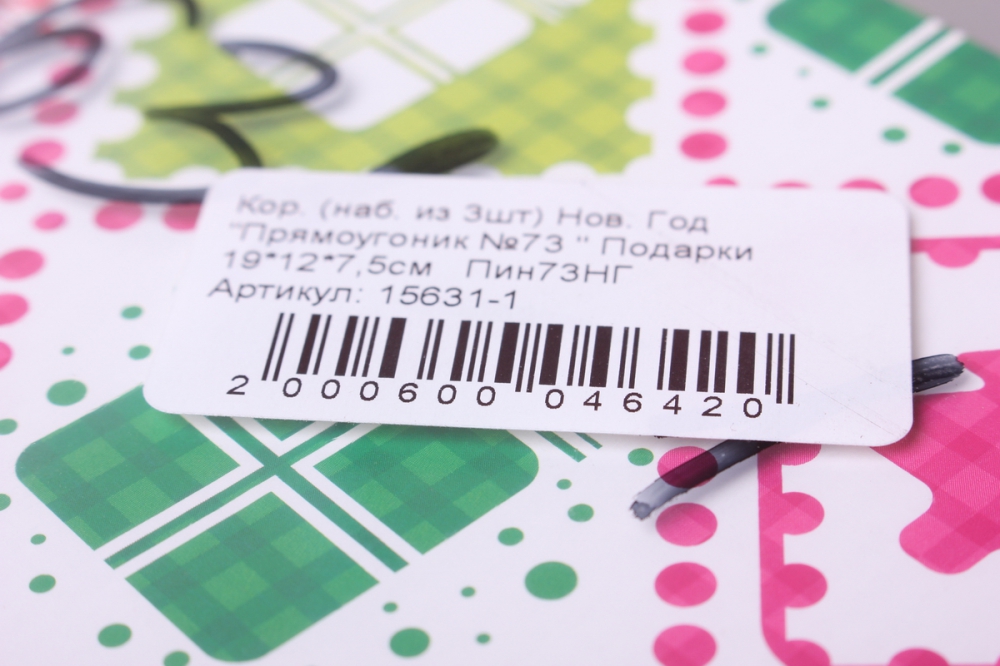 Кор. (наб. из 3шт) Нов. Год
"Прямоугоник №73 " Подарки
19*12*7,5см Пин73НГ
Артикул: 15631-1
2 000600 046420